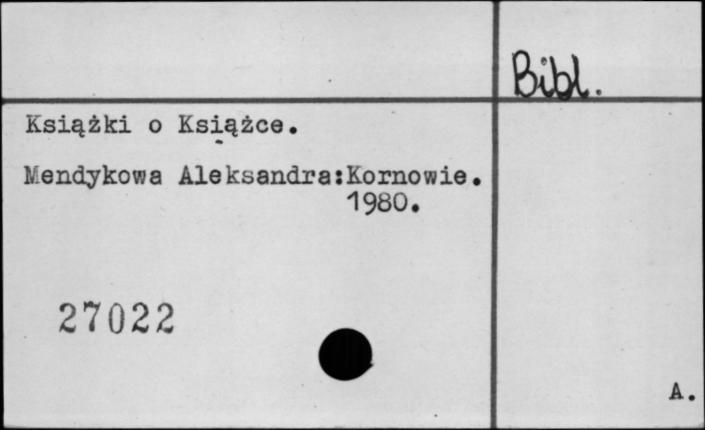 Bibl.
Książki o Książce.
Mendykowa Aleksandra:Kornowie.
1980.
27022
A.